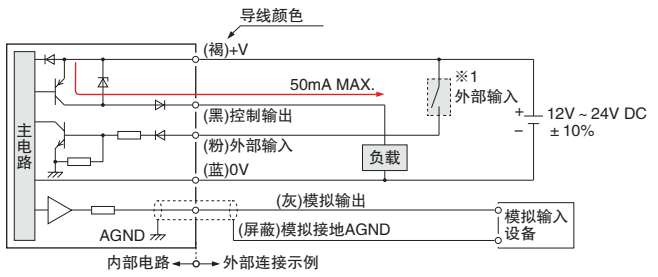 导线颜色
(褐)+V
50mA MAX.
※1
外部输入
(黑)控制输出
+
−
12V ~ 24V DC
± 10%
主电路
(粉)外部输入
负载
(蓝)0V
(灰)模拟输出
模拟输入
设备
AGND
(屏蔽)模拟接地AGND
内部电路
外部连接示例